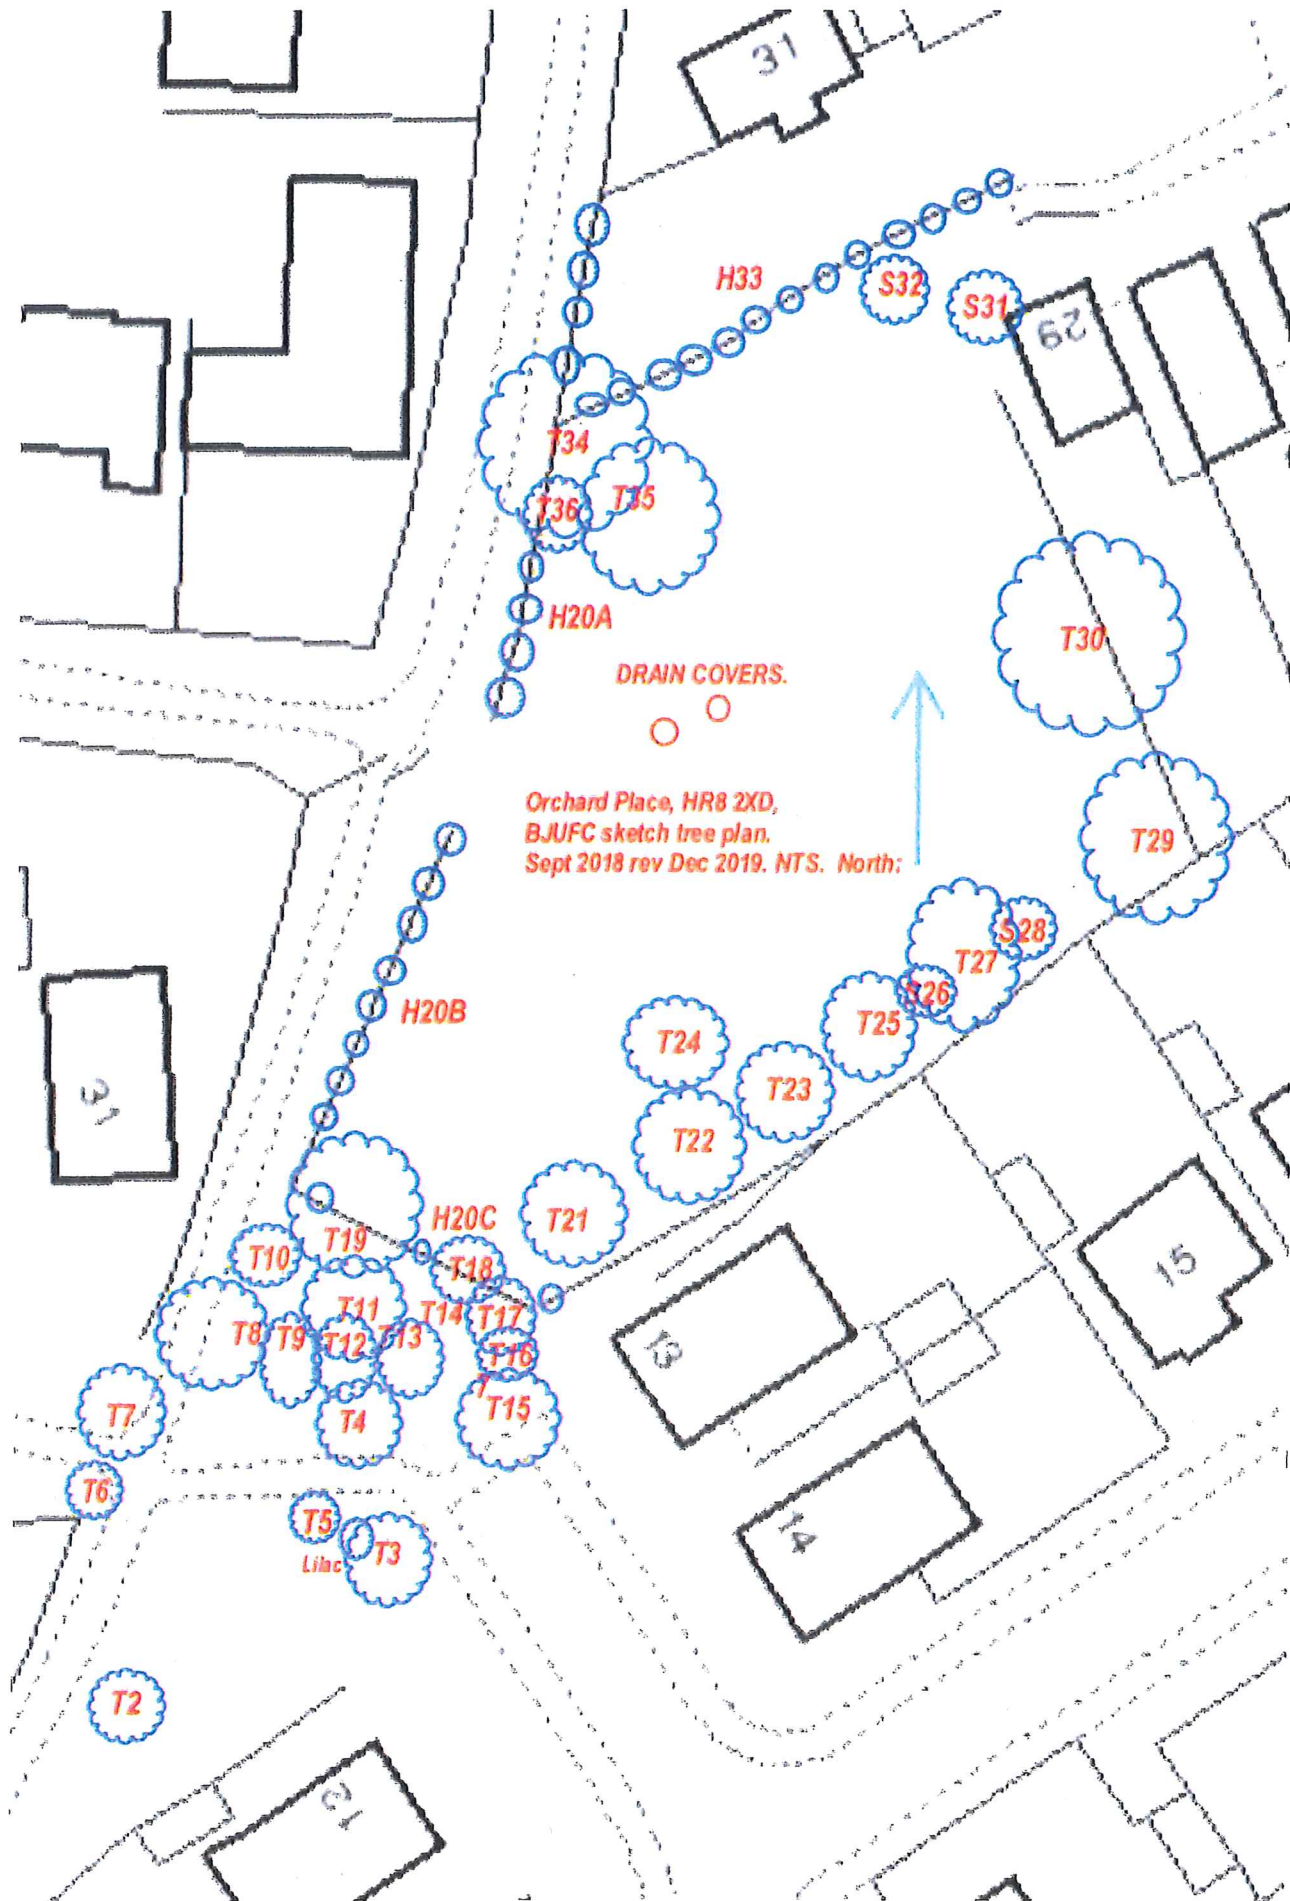 31
H33
S32
S31
29
T34
T36
T35
H20A
T30
DRAIN COVERS.
Orchard Place, HR8 2XD,
BJUFC sketch tree plan.
Sept 2018 rev Dec 2019. NTS. North:
T29
S28
T27
S26
T25
H20B
T24
T23
31
T22
H20C
T21
T19
T10
T18
15
T11
T14
T17
T8
T9
T12
T13
T16
13
7
T7
T4
T15
T6
T5
14
Lilac
T3
T2
12